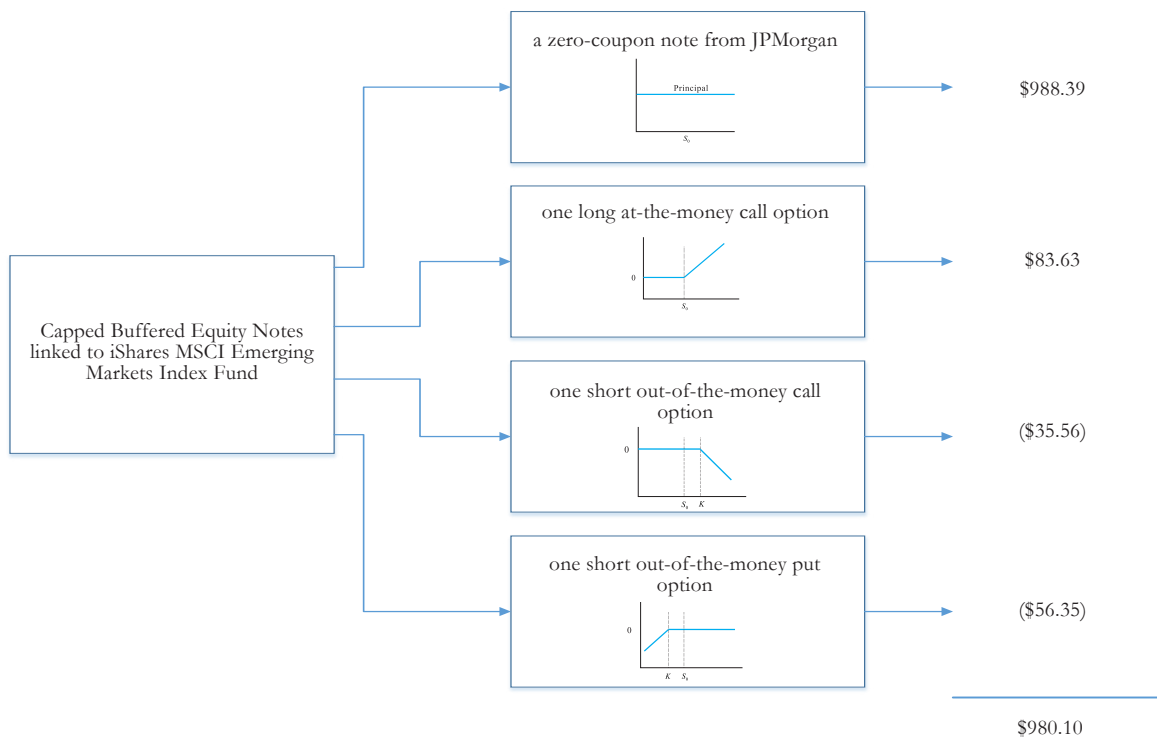 a zero-coupon note from JPMorgan
Principal
S₀
$988.39
one long at-the-money call option
0
S₀
$83.63
Capped Buffered Equity Notes
linked to iShares MSCI Emerging
Markets Index Fund
one short out-of-the-money call
option
0
S₀ K
($35.56)
one short out-of-the-money put
option
0
K S₀
($56.35)
$980.10